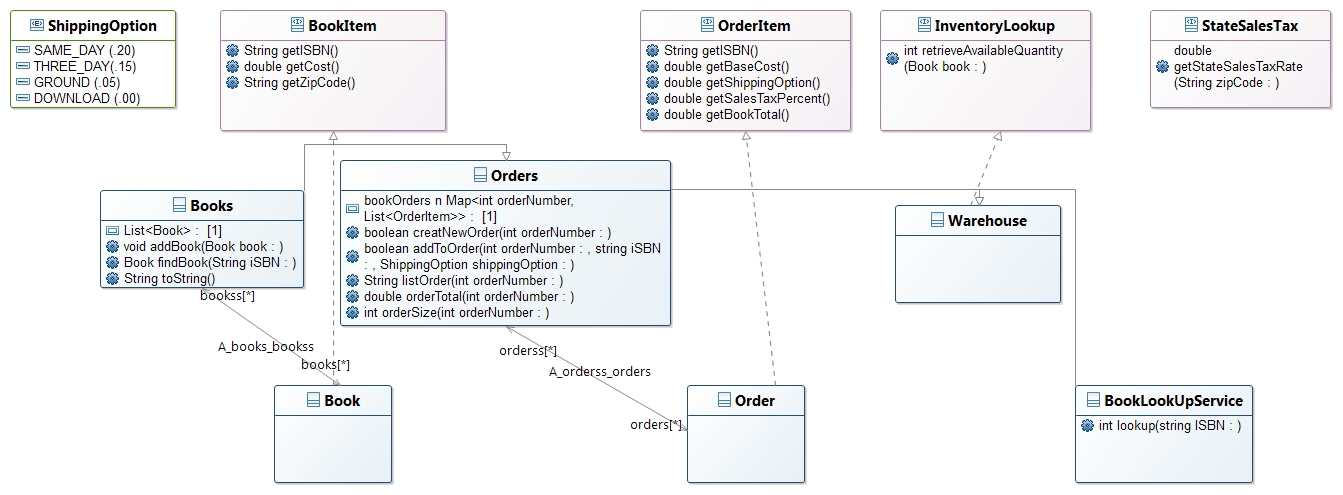 ShippingOption
SAME_DAY (.20)
THREE_DAY(.15)
GROUND (.05)
DOWNLOAD (.00)
BookItem
String getISBN()
double getCost()
String getZipCode()
OrderItem
String getISBN()
double getBaseCost()
double getShippingOption()
double getSalesTaxPercent()
double getBookTotal()
InventoryLookup
int retrieveAvailableQuantity
(Book book : )
StateSalesTax
double
getStateSalesTaxRate
(String zipCode : )
Books
List<Book> : [1]
void addBook(Book book : )
Book findBook(String iSBN : )
String toString()
Orders
bookOrders n Map<int orderNumber,
List<OrderItem>> : [1]
boolean creatNewOrder(int orderNumber : )
boolean addToOrder(int orderNumber : , string iSBN
: , ShippingOption shippingOption : )
String listOrder(int orderNumber : )
double orderTotal(int orderNumber : )
int orderSize(int orderNumber : )
Warehouse
bookss[*]
A_books_bookss
books[*]
orderss[*]
A_orderss_orders
orders[*]
Book
Order
BookLookUpService
int lookup(string ISBN : )